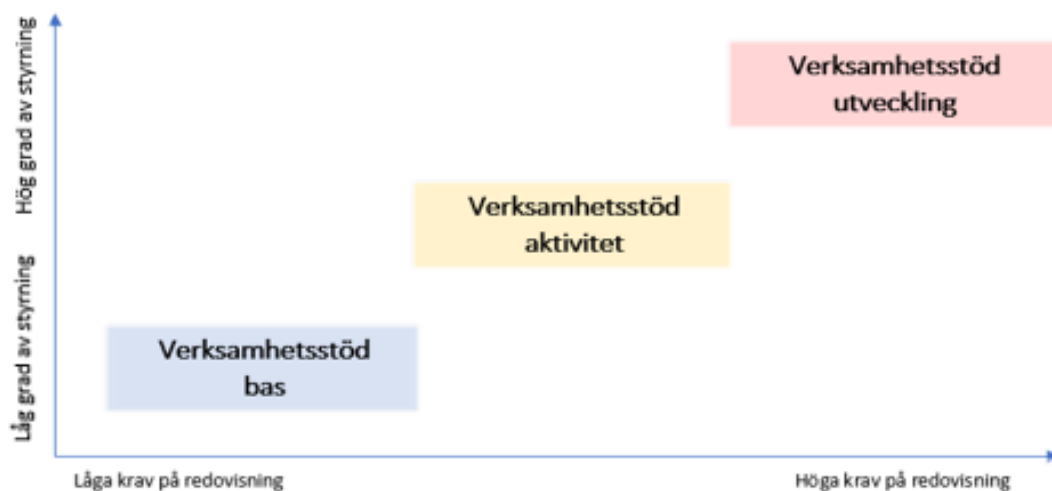 Hög grad av styrning
Låg grad av styrning
Verksamhetsstöd
utveckling
Verksamhetsstöd
aktivitet
Verksamhetsstöd
bas
Låga krav på redovisning
Höga krav på redovisning